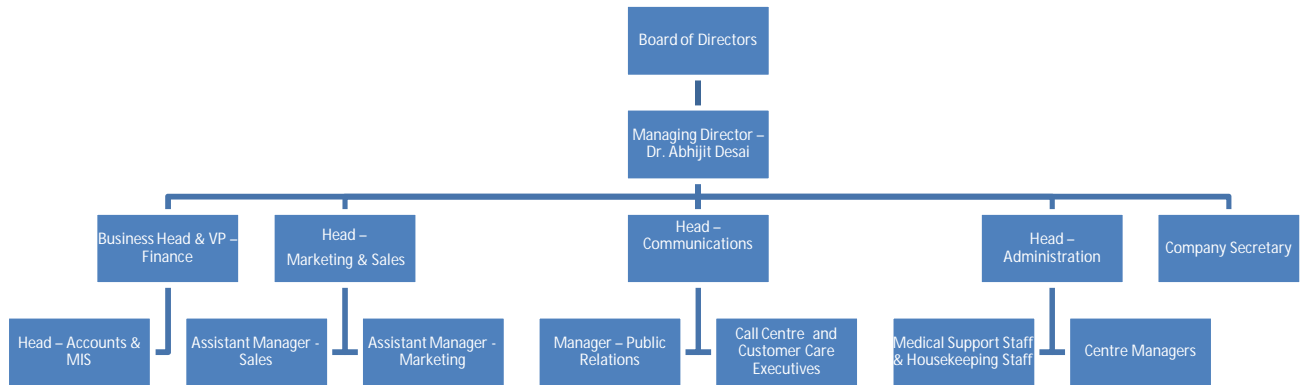 Board of Directors
Managing Director –
Dr. Abhijit Desai
Business Head & VP –
Finance
Head –
Marketing & Sales
Head –
Communications
Head –
Administration
Company Secretary
Head – Accounts &
MIS
Assistant Manager -
Sales
Assistant Manager -
Marketing
Manager – Public
Relations
Call Centre and
Customer Care
Executives
Medical Support Staff
& Housekeeping Staff
Centre Managers